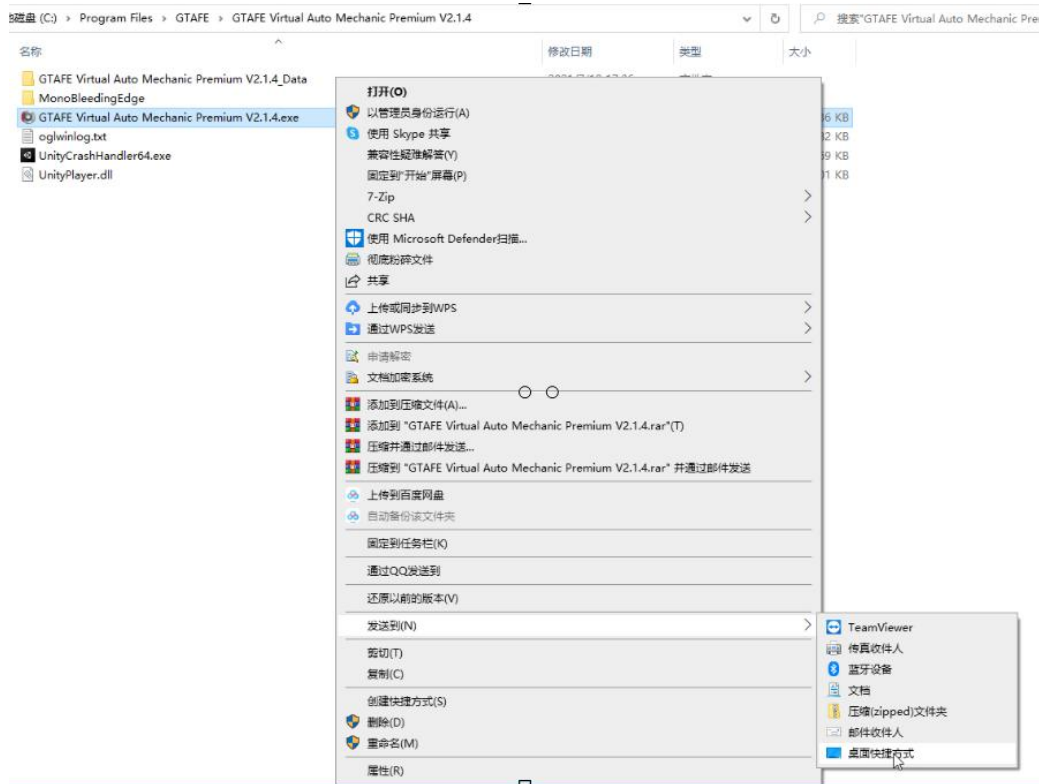 磁盘 (C:) › Program Files › GTAFE › GTAFE Virtual Auto Mechanic Premium V2.1.4
搜索"GTAFE Virtual Auto Mechanic Pre
名称 修改日期 类型 大小
GTAFE Virtual Auto Mechanic Premium V2.1.4_Data
MonoBleedingEdge
GTAFE Virtual Auto Mechanic Premium V2.1.4.exe
6 KB
oglwinlog.txt
2 KB
UnityCrashHandler64.exe
9 KB
UnityPlayer.dll
1 KB
打开(O)
以管理员身份运行(A)
使用 Skype 共享
兼容性疑难解答(Y)
固定到"开始"屏幕(P)
7-Zip
CRC SHA
使用 Microsoft Defender扫描...
彻底粉碎文件
共享
上传或同步到WPS
通过WPS发送
申请解密
文档加密系统
添加到压缩文件(A)...
添加到 "GTAFE Virtual Auto Mechanic Premium V2.1.4.rar"(T)
压缩并通过邮件发送...
压缩到 "GTAFE Virtual Auto Mechanic Premium V2.1.4.rar" 并通过邮件发送
上传到百度网盘
自动备份该文件夹
固定到任务栏(K)
通过QQ发送到
还原以前的版本(V)
发送到(N)
剪切(T)
复制(C)
创建快捷方式(S)
删除(D)
重命名(M)
属性(R)
TeamViewer
传真收件人
蓝牙设备
文档
压缩(zipped)文件夹
邮件收件人
桌面快捷方式